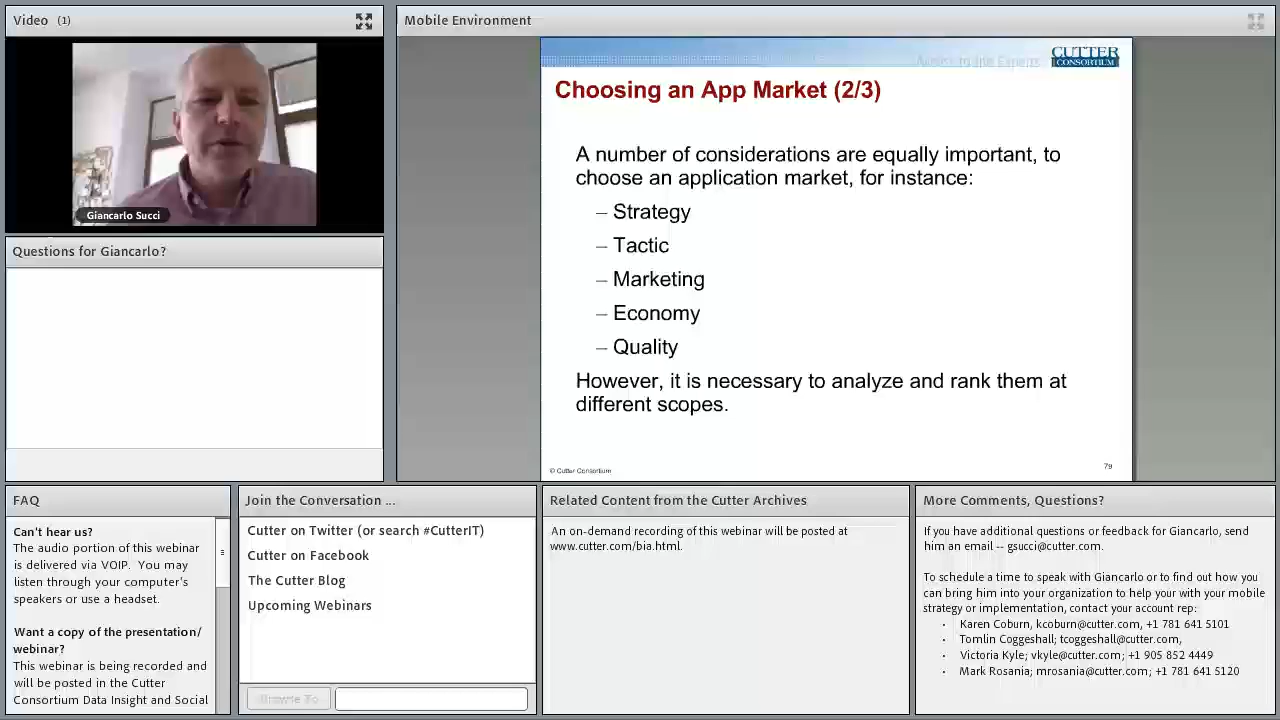 Video (1)
Giancarlo Succi
Questions for Giancarlo?
Mobile Environment
Access to the Experts
CUTTER
CONSORTIUM
Choosing an App Market (2/3)
A number of considerations are equally important, to
choose an application market, for instance:
– Strategy
– Tactic
– Marketing
– Economy
– Quality
However, it is necessary to analyze and rank them at
different scopes.
© Cutter Consortium
79
FAQ
Can't hear us?
The audio portion of this webinar
is delivered via VOIP. You may
listen through your computer's
speakers or use a headset.
Want a copy of the presentation/
webinar?
This webinar is being recorded and
will be posted in the Cutter
Consortium Data Insight and Social
Join the Conversation ...
Cutter on Twitter (or search #CutterIT)
Cutter on Facebook
The Cutter Blog
Upcoming Webinars
Browse To
Related Content from the Cutter Archives
An on-demand recording of this webinar will be posted at
www.cutter.com/bia.html.
More Comments, Questions?
If you have additional questions or feedback for Giancarlo, send
him an email -- gsucci@cutter.com.
To schedule a time to speak with Giancarlo or to find out how you
can bring him into your organization to help your with your mobile
strategy or implementation, contact your account rep:
• Karen Coburn, kcoburn@cutter.com, +1 781 641 5101
• Tomlin Coggeshall; tcoggeshall@cutter.com,
• Victoria Kyle; vkyle@cutter.com; +1 905 852 4449
• Mark Rosania; mrosania@cutter.com; +1 781 641 5120